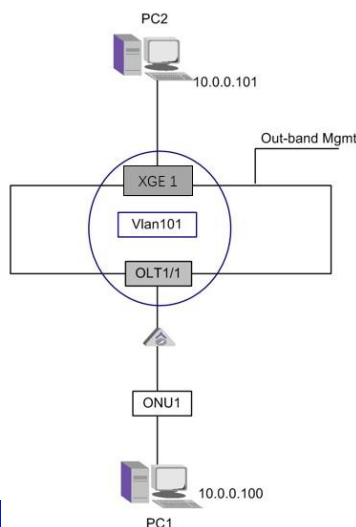 PC2
10.0.0.101
Out-band Mgmt
XGE 1
Vlan101
OLT1/1
ONU1
10.0.0.100
PC1